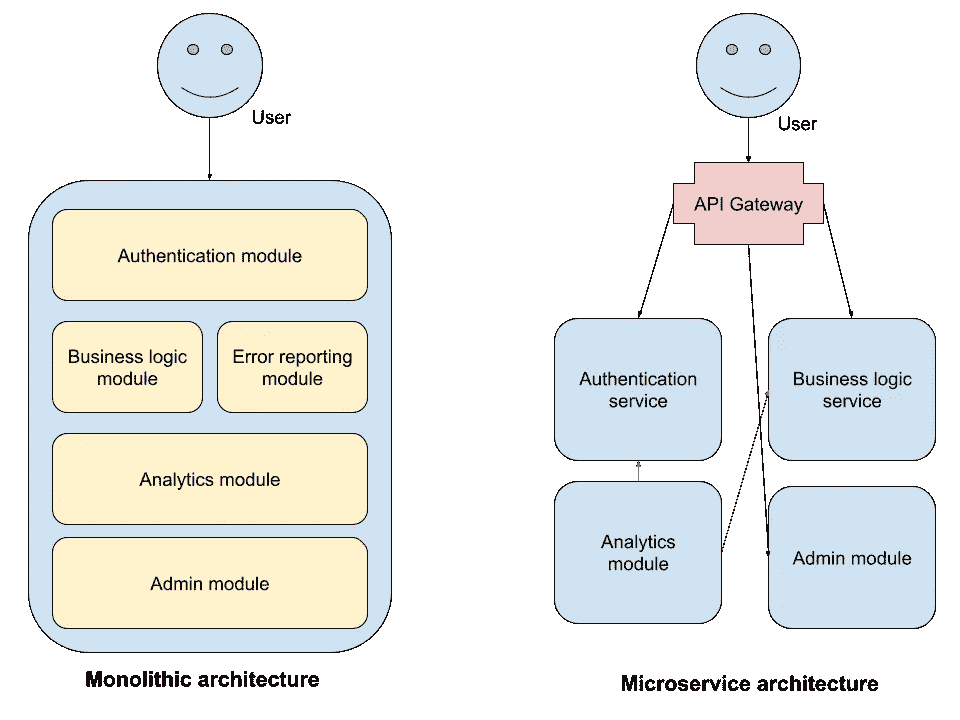 User
Authentication module
Business logic
module
Error reporting
module
Analytics module
Admin module
Monolithic architecture
User
API Gateway
Authentication
service
Business logic
service
Analytics
module
Admin module
Microservice architecture